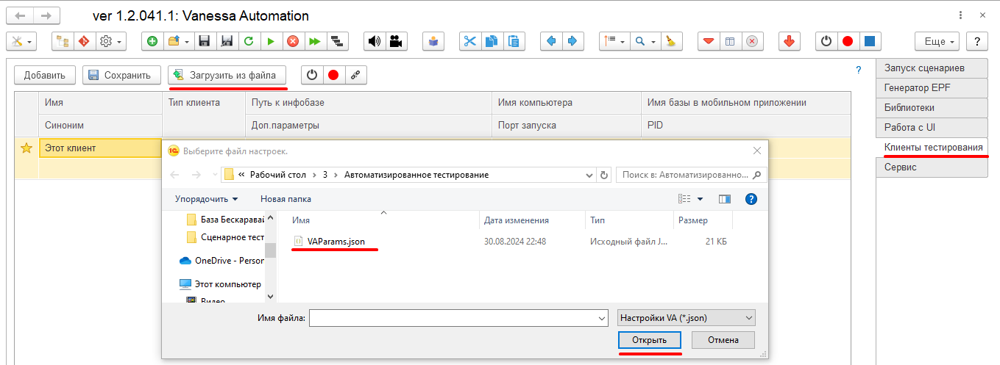 ver 1.2.041.1: Vanessa Automation
Еще
?
Добавить
Сохранить
Загрузить из файла
?
Запуск сценариев
Генератор EPF
Библиотеки
Работа с UI
Клиенты тестирования
Сервис
Имя Тип клиента Путь к инфобазе Имя компьютера Имя базы в мобильном приложении
Синоним Доп.параметры Порт запуска PID
Этот клиент
1С Выберите файл настроек.
« Рабочий стол › 3 › Автоматизированное тестирование
Поиск в: Автоматизированно...
Упорядочить Новая папка
?
База Бескаравай
Сценарное тест
OneDrive - Person
Этот компьютер
Видео
Имя Дата изменения Тип Размер
VAParams.json 30.08.2024 22:48 Исходный файл J... 21 КБ
Имя файла: Настройки VA (*.json)
Открыть Отмена